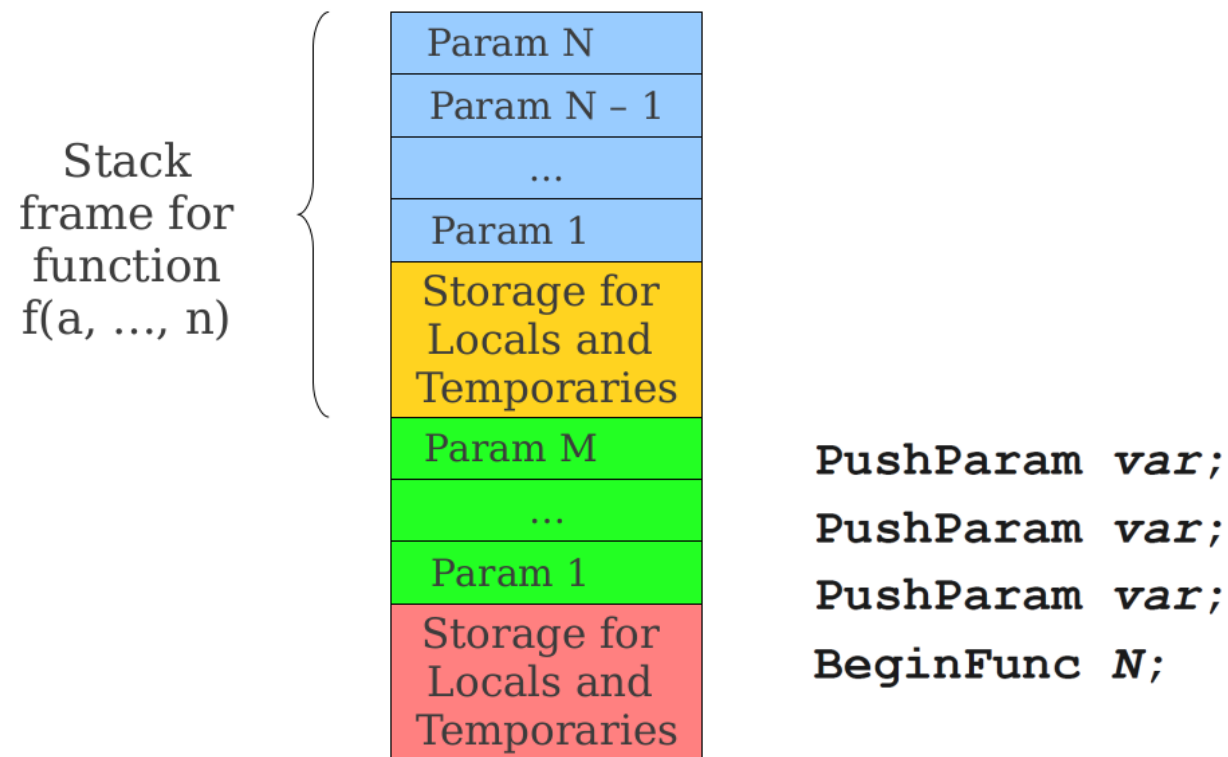 Stack
frame for
function
f(a, …, n)
Param N
Param N – 1
…
Param 1
Storage for
Locals and
Temporaries
Param M
…
Param 1
Storage for
Locals and
Temporaries
PushParam var;
PushParam var;
PushParam var;
BeginFunc N;